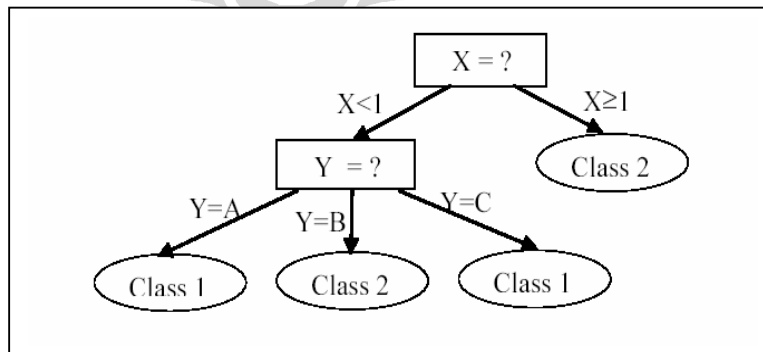 X = ?
X<1
X≥1
Y = ?
Class 2
Y=A
Y=B
Y=C
Class 1
Class 2
Class 1